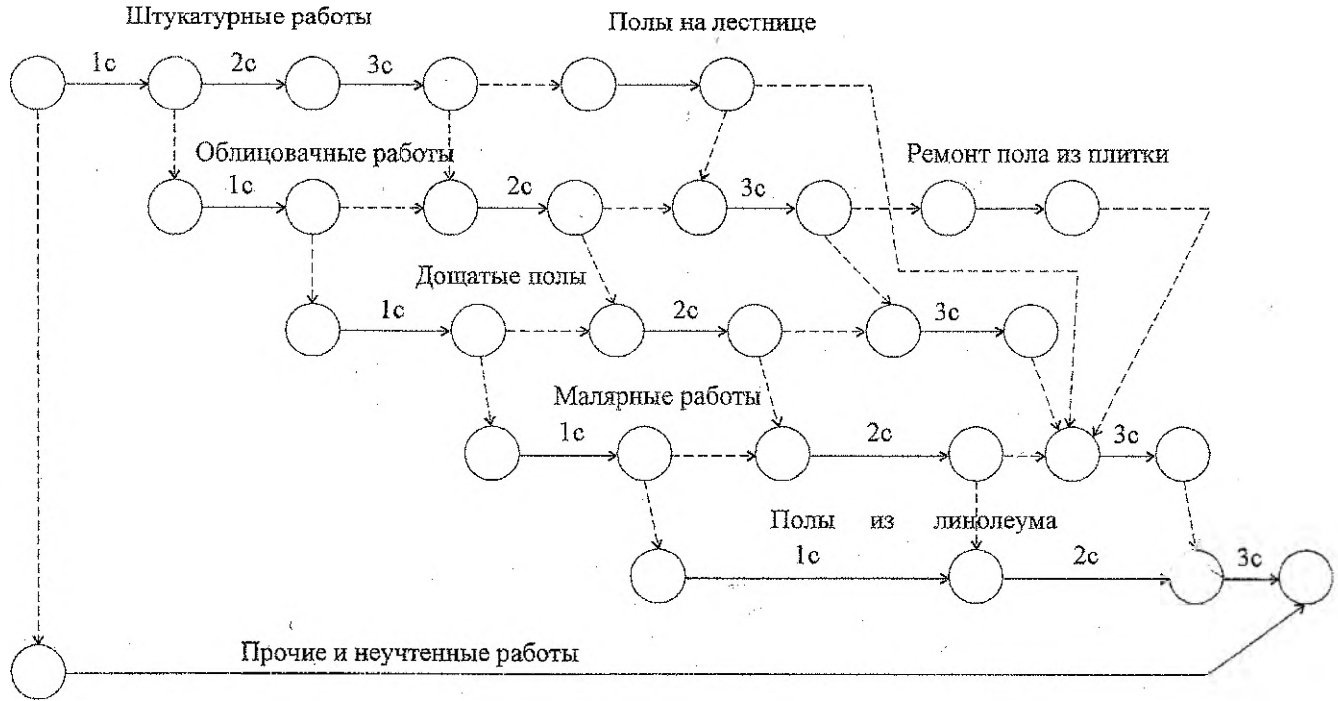 Штукатурные работы
Полы на лестнице
1с 2с 3с
Облицовачные работы
Ремонт пола из плитки
1с 2с 3с
Дощатые полы
1с 2с 3с
Малярные работы
1с 2с 3с
Полы из линолеума
1с 2с 3с
Прочие и неучтенные работы